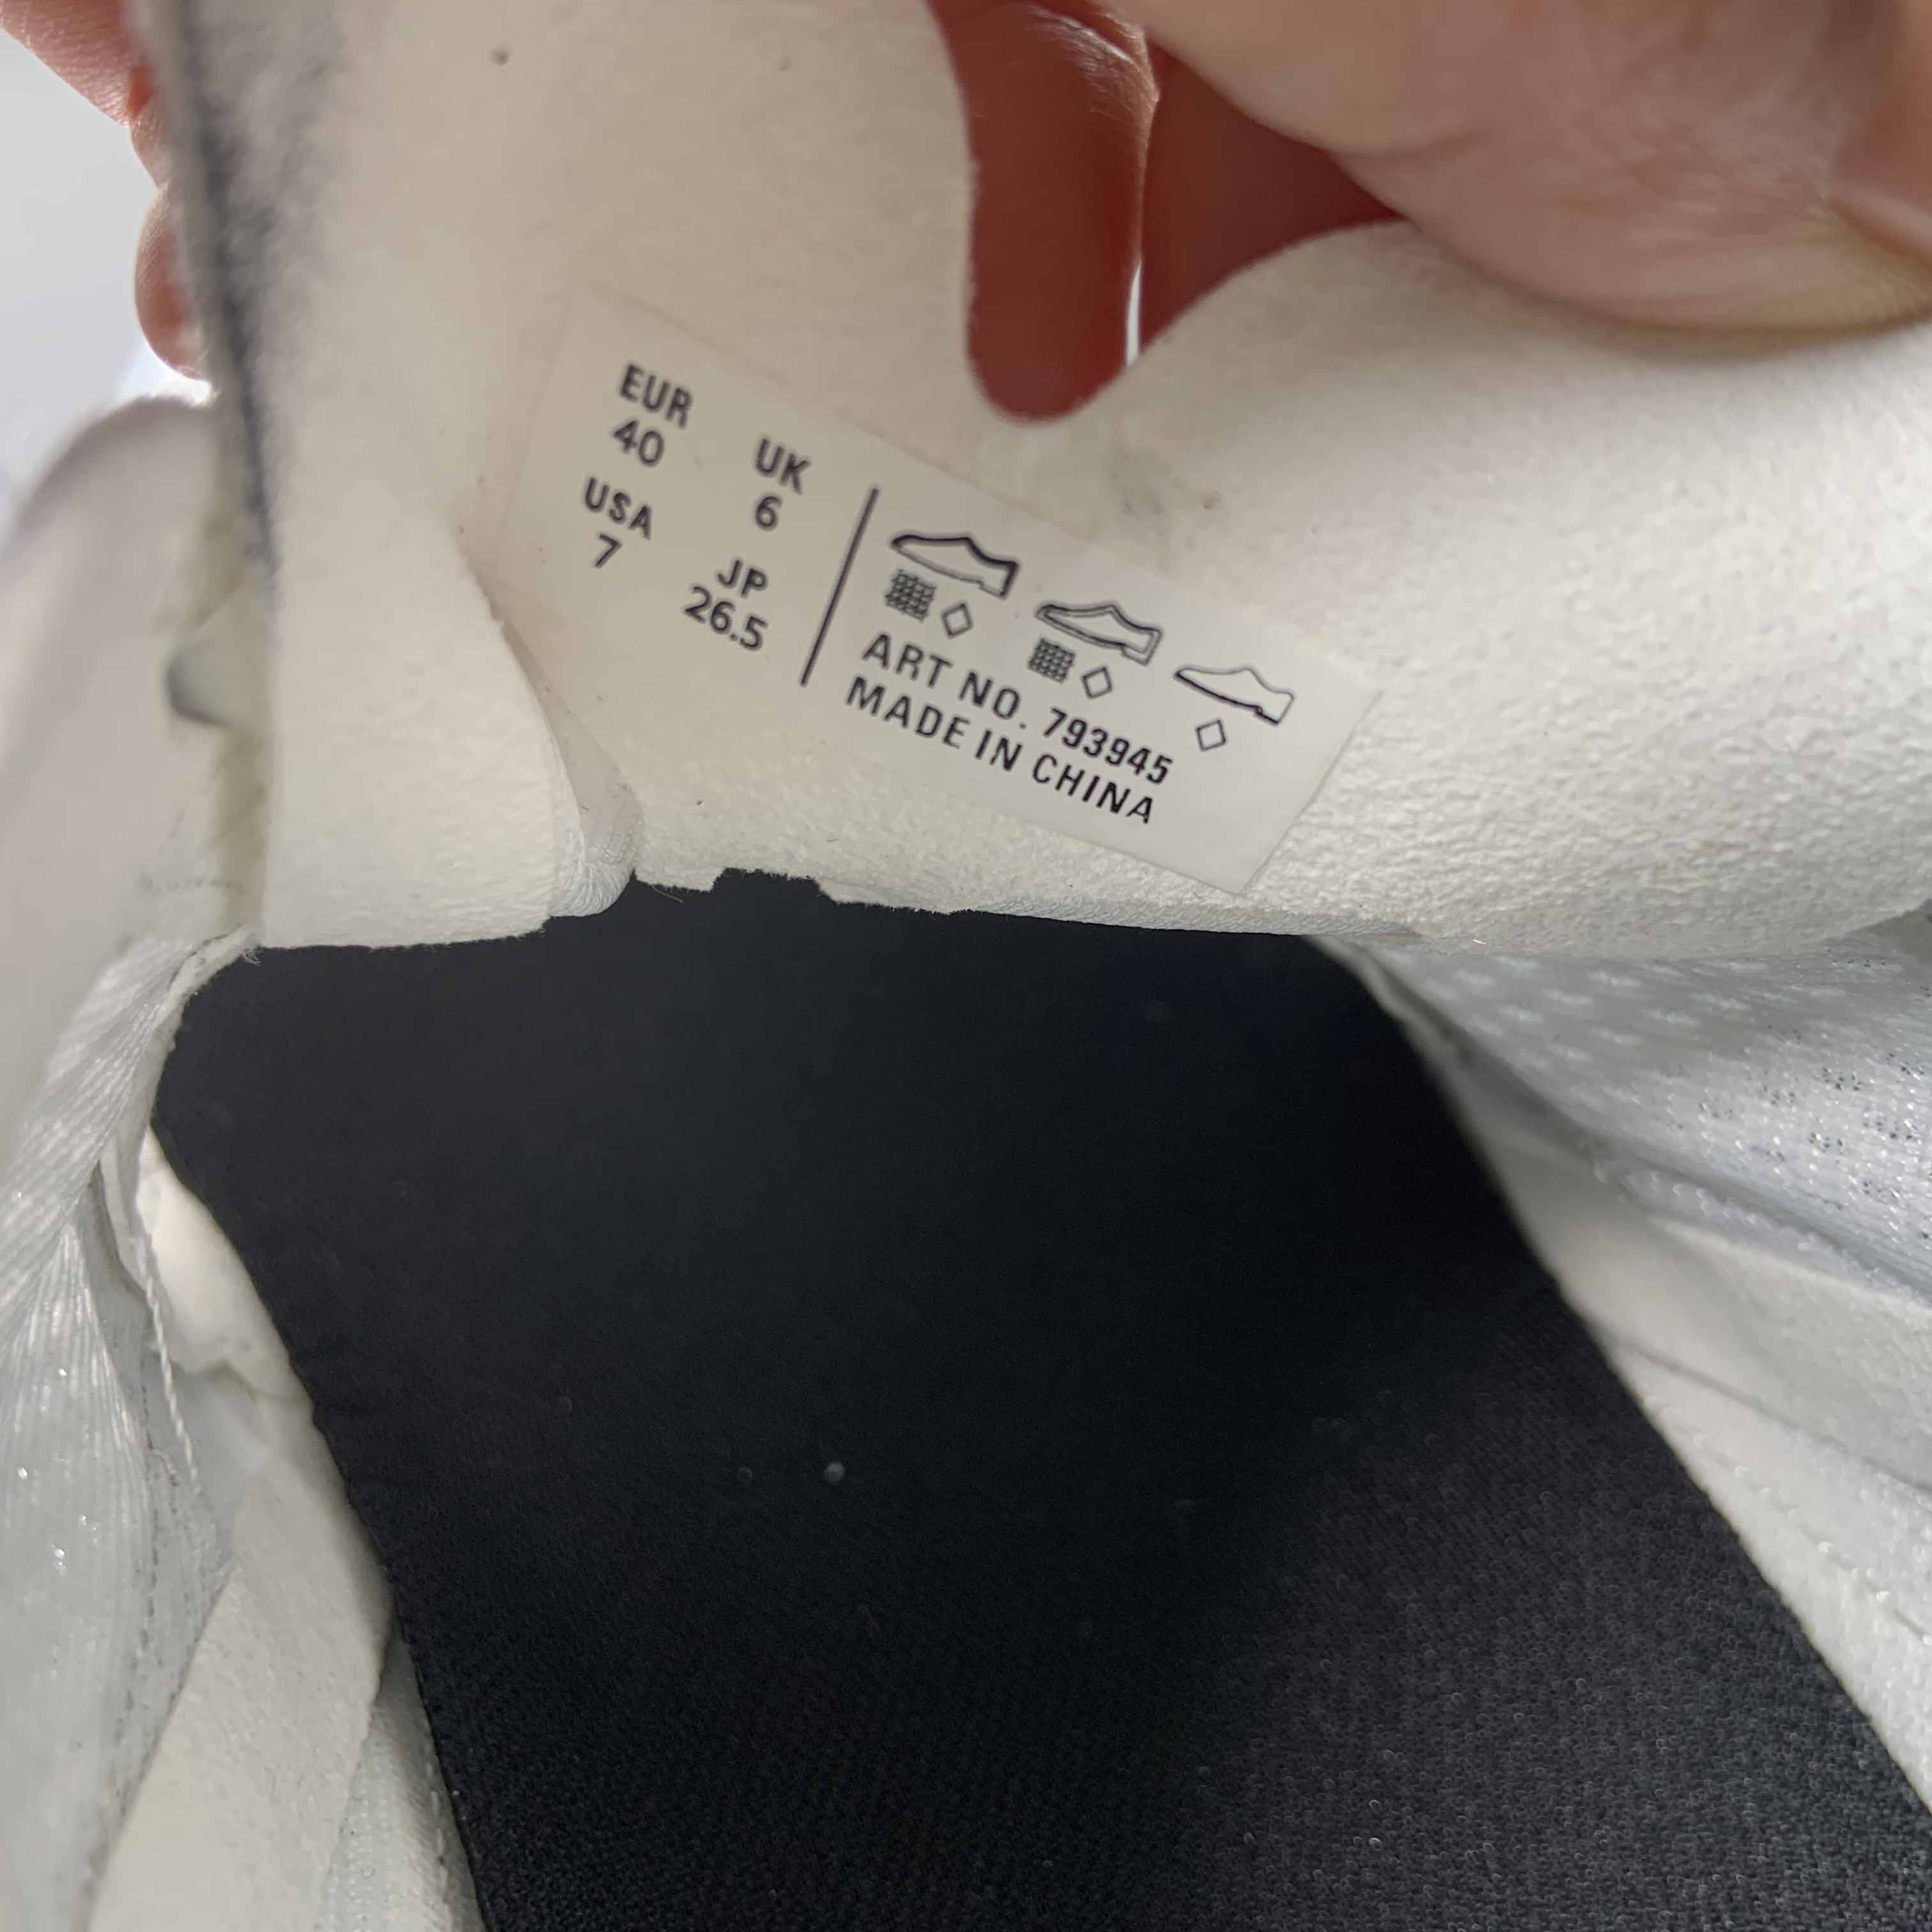 EUR
40
UK
6
USA
7
JP
26.5
ART NO. 793945
MADE IN CHINA